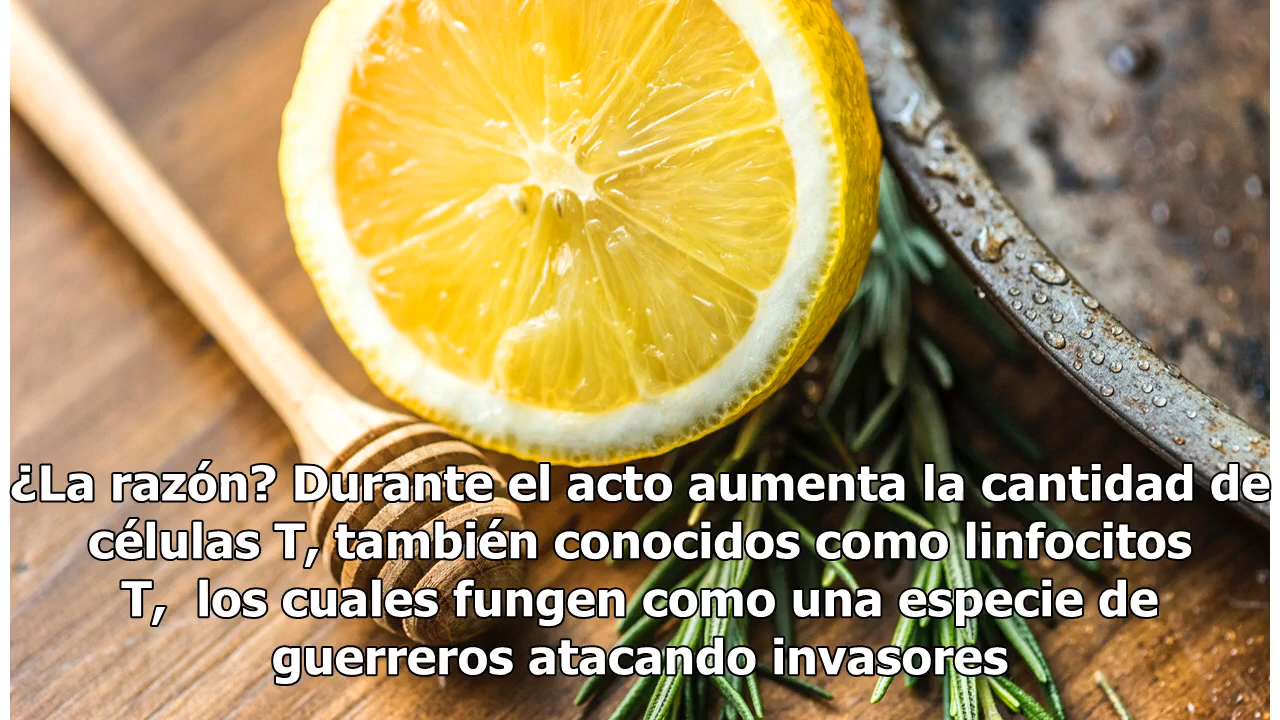 ¿La razón? Durante el acto aumenta la cantidad de
células T, también conocidos como linfocitos
T,  los cuales fungen como una especie de
guerreros atacando invasores